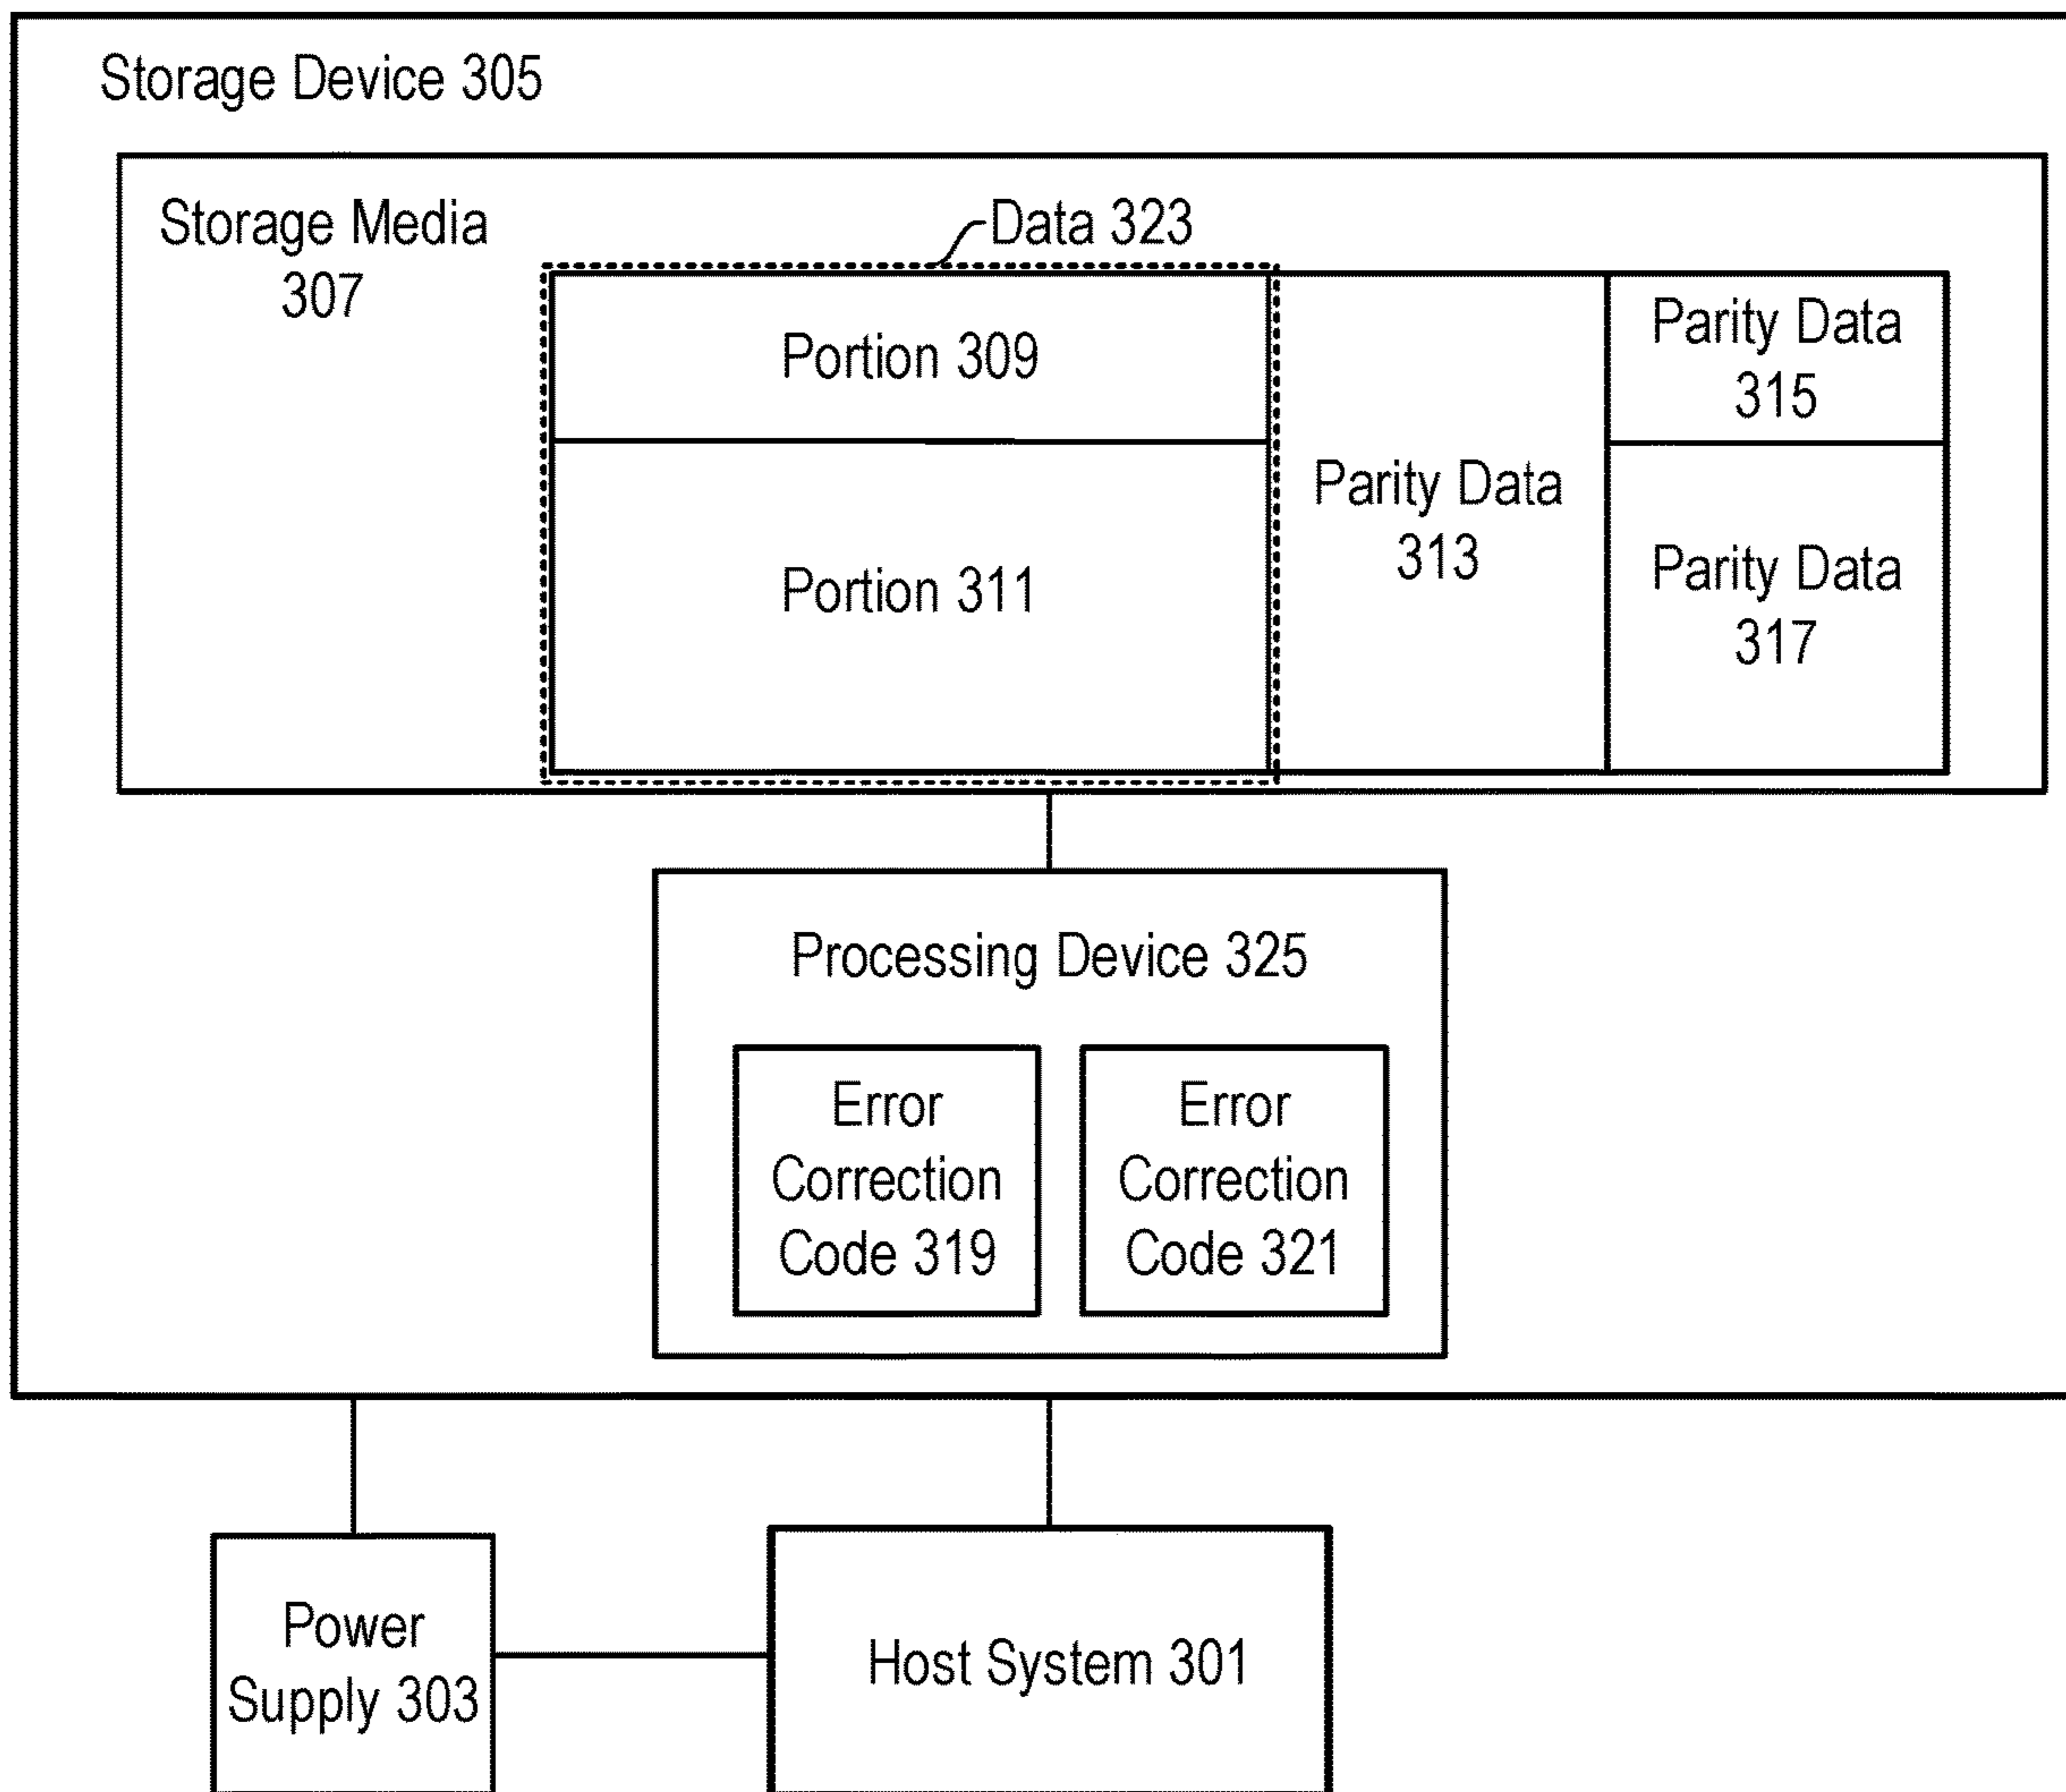 Storage Device 305
Storage Media
307
Data 323
Portion 309
Portion 311
Parity Data
313
Parity Data
315
Parity Data
317
Processing Device 325
Error
Correction
Code 319
Error
Correction
Code 321
Power
Supply 303
Host System 301